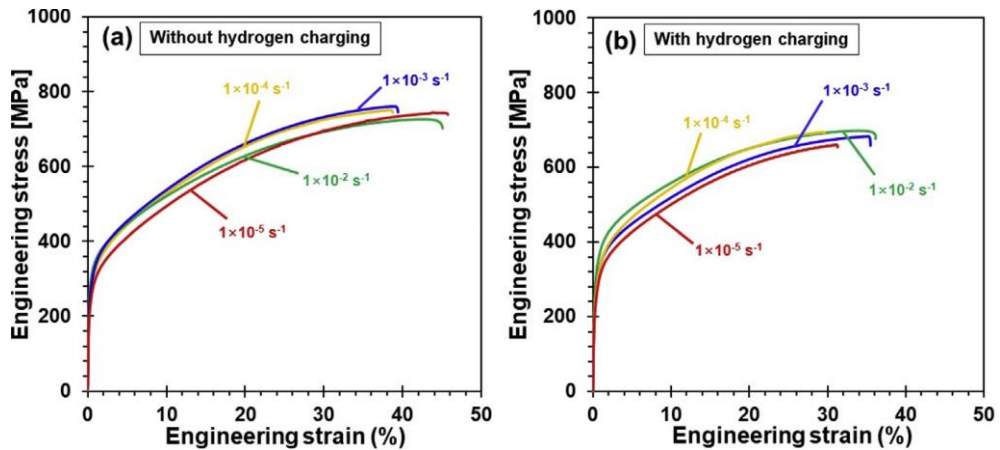 (a) Without hydrogen charging
Engineering stress [MPa]
1000
800
600
400
200
0
1×10⁻⁴ s⁻¹
1×10⁻³ s⁻¹
1×10⁻² s⁻¹
1×10⁻⁵ s⁻¹
0 10 20 30 40 50
Engineering strain (%)
(b) With hydrogen charging
Engineering stress [MPa]
1000
800
600
400
200
0
1×10⁻³ s⁻¹
1×10⁻⁴ s⁻¹
1×10⁻² s⁻¹
1×10⁻⁵ s⁻¹
0 10 20 30 40 50
Engineering strain (%)